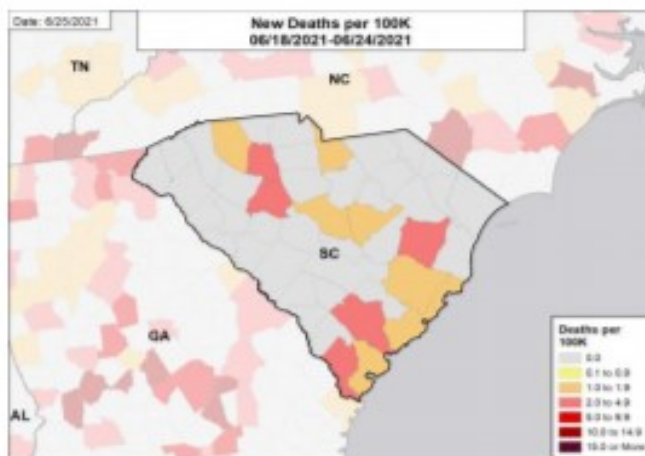 Date: 6/25/2021
New Deaths per 100K
06/18/2021-06/24/2021
TN
NC
SC
GA
AL
Deaths per
100K
0.0
0.1 to 0.9
1.0 to 1.9
2.0 to 4.9
5.0 to 9.9
10.0 to 14.9
15.0 or More